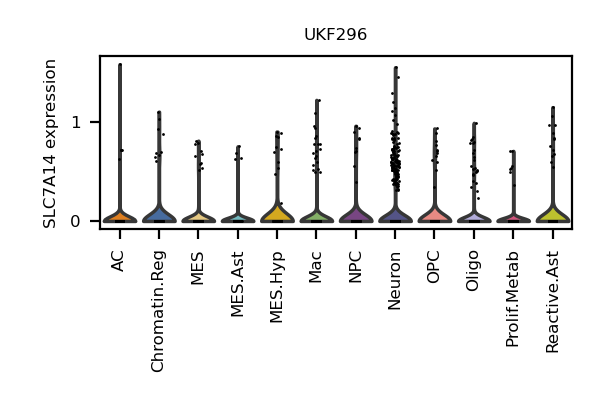 UKF296
SLC7A14 expression
1
0
AC
Chromatin.Reg
MES
MES.Ast
MES.Hyp
Mac
NPC
Neuron
OPC
Oligo
Prolif.Metab
Reactive.Ast